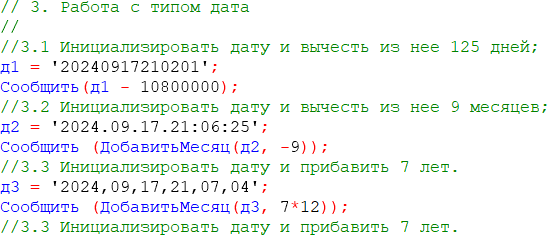 // 3. Работа с типом дата
//
//3.1 Инициализировать дату и вычесть из нее 125 дней;
д1 = '20240917210201';
Сообщить(д1 - 10800000);
//3.2 Инициализировать дату и вычесть из нее 9 месяцев;
д2 = '2024.09.17.21:06:25';
Сообщить (ДобавитьМесяц(д2, -9));
//3.3 Инициализировать дату и прибавить 7 лет.
д3 = '2024,09,17,21,07,04';
Сообщить (ДобавитьМесяц(д3, 7*12));
//3.3 Инициализировать дату и прибавить 7 лет.